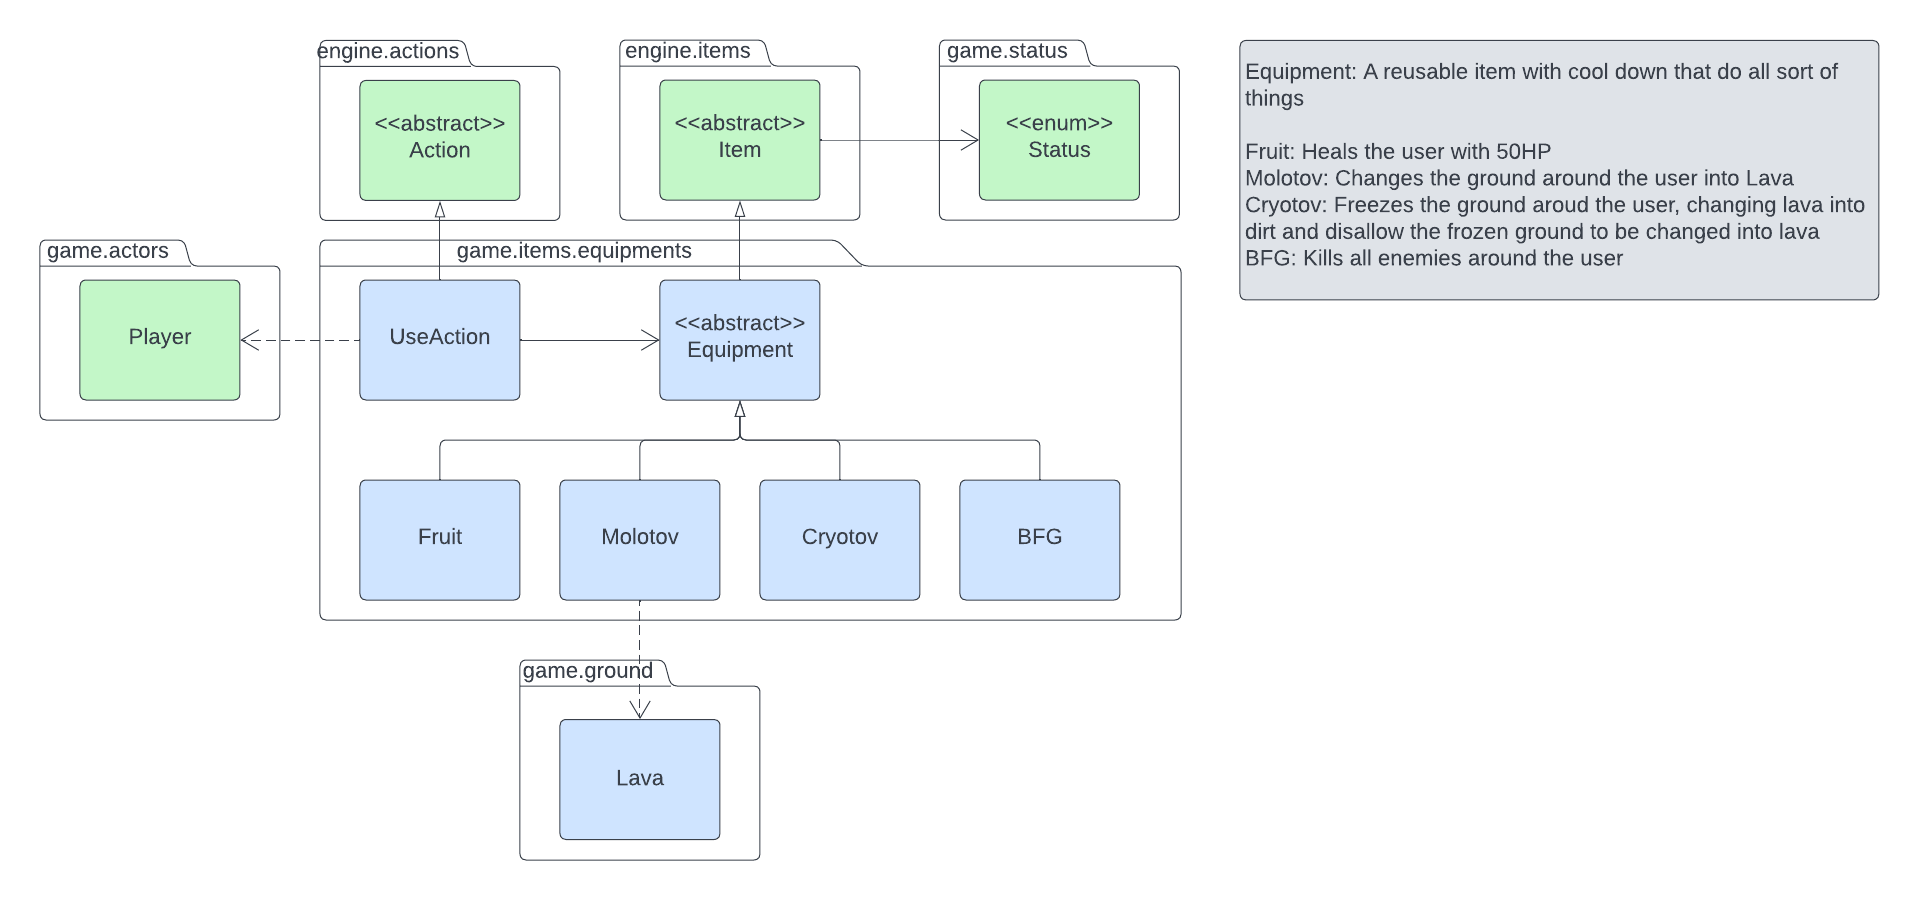 engine.actions
<<abstract>>
Action
engine.items
<<abstract>>
Item
game.status
<<enum>>
Status
Equipment: A reusable item with cool down that do all sort of
things
Fruit: Heals the user with 50HP
Molotov: Changes the ground around the user into Lava
Cryotov: Freezes the ground aroud the user, changing lava into
dirt and disallow the frozen ground to be changed into lava
BFG: Kills all enemies around the user
game.actors
Player
game.items.equipments
UseAction
<<abstract>>
Equipment
Fruit
Molotov
Cryotov
BFG
game.ground
Lava